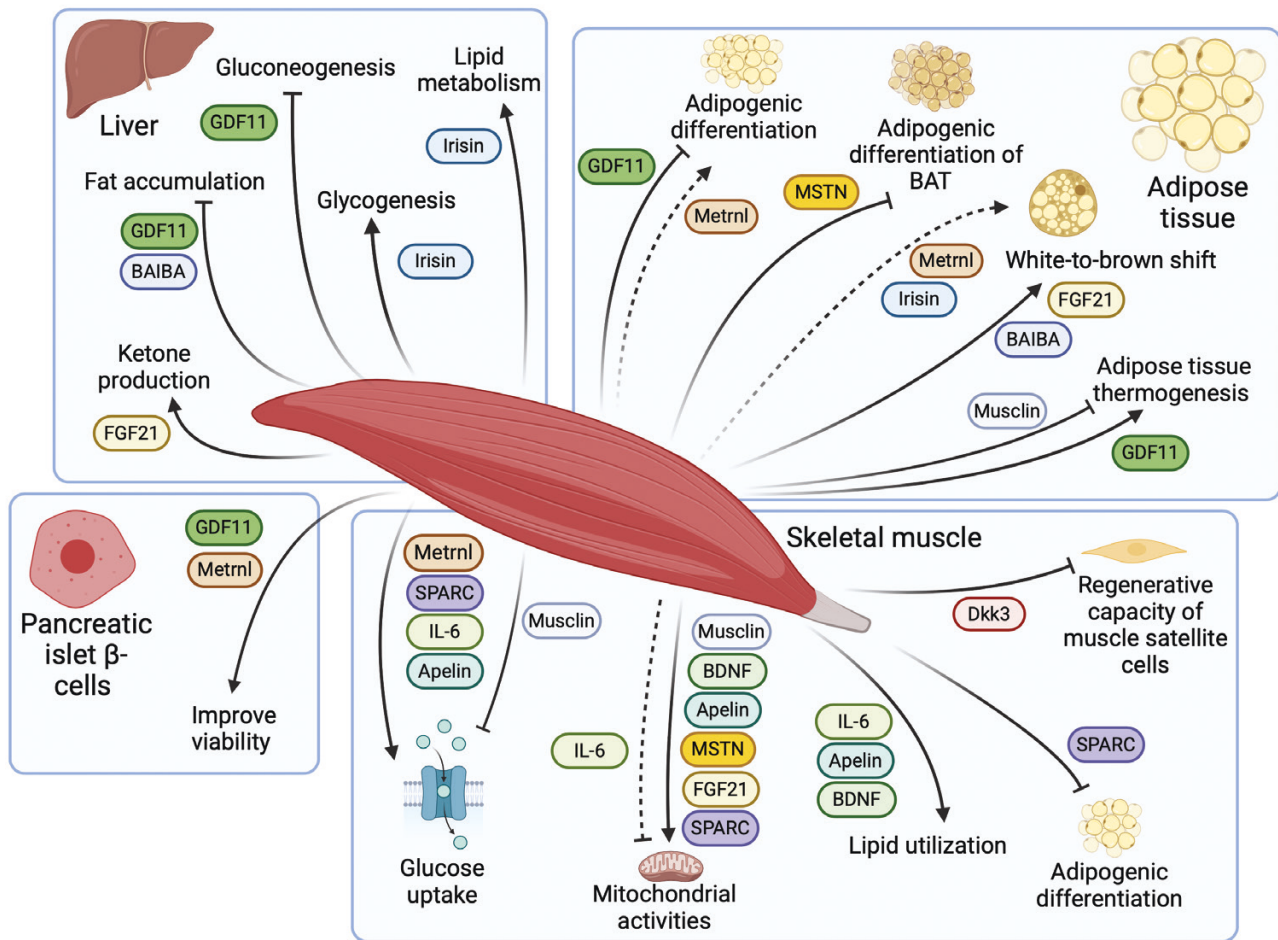 Liver
Gluconeogenesis
GDF11
Lipid
metabolism
Irisin
Fat accumulation
GDF11
BAIBA
Glycogenesis
Irisin
Ketone
production
FGF21
Adipogenic
differentiation
GDF11
Metrnl
Adipogenic
differentiation of
BAT
MSTN
Adipose
tissue
Metrnl
Irisin
White-to-brown shift
FGF21
BAIBA
Adipose tissue
thermogenesis
Musclin
GDF11
Pancreatic
islet β-
cells
GDF11
Metrnl
Improve
viability
Skeletal muscle
Metrnl
SPARC
IL-6
Apelin
Musclin
Glucose
uptake
IL-6
Musclin
BDNF
Apelin
MSTN
FGF21
SPARC
Mitochondrial
activities
IL-6
Apelin
BDNF
Lipid utilization
Dkk3
Regenerative
capacity of
muscle satellite
cells
SPARC
Adipogenic
differentiation